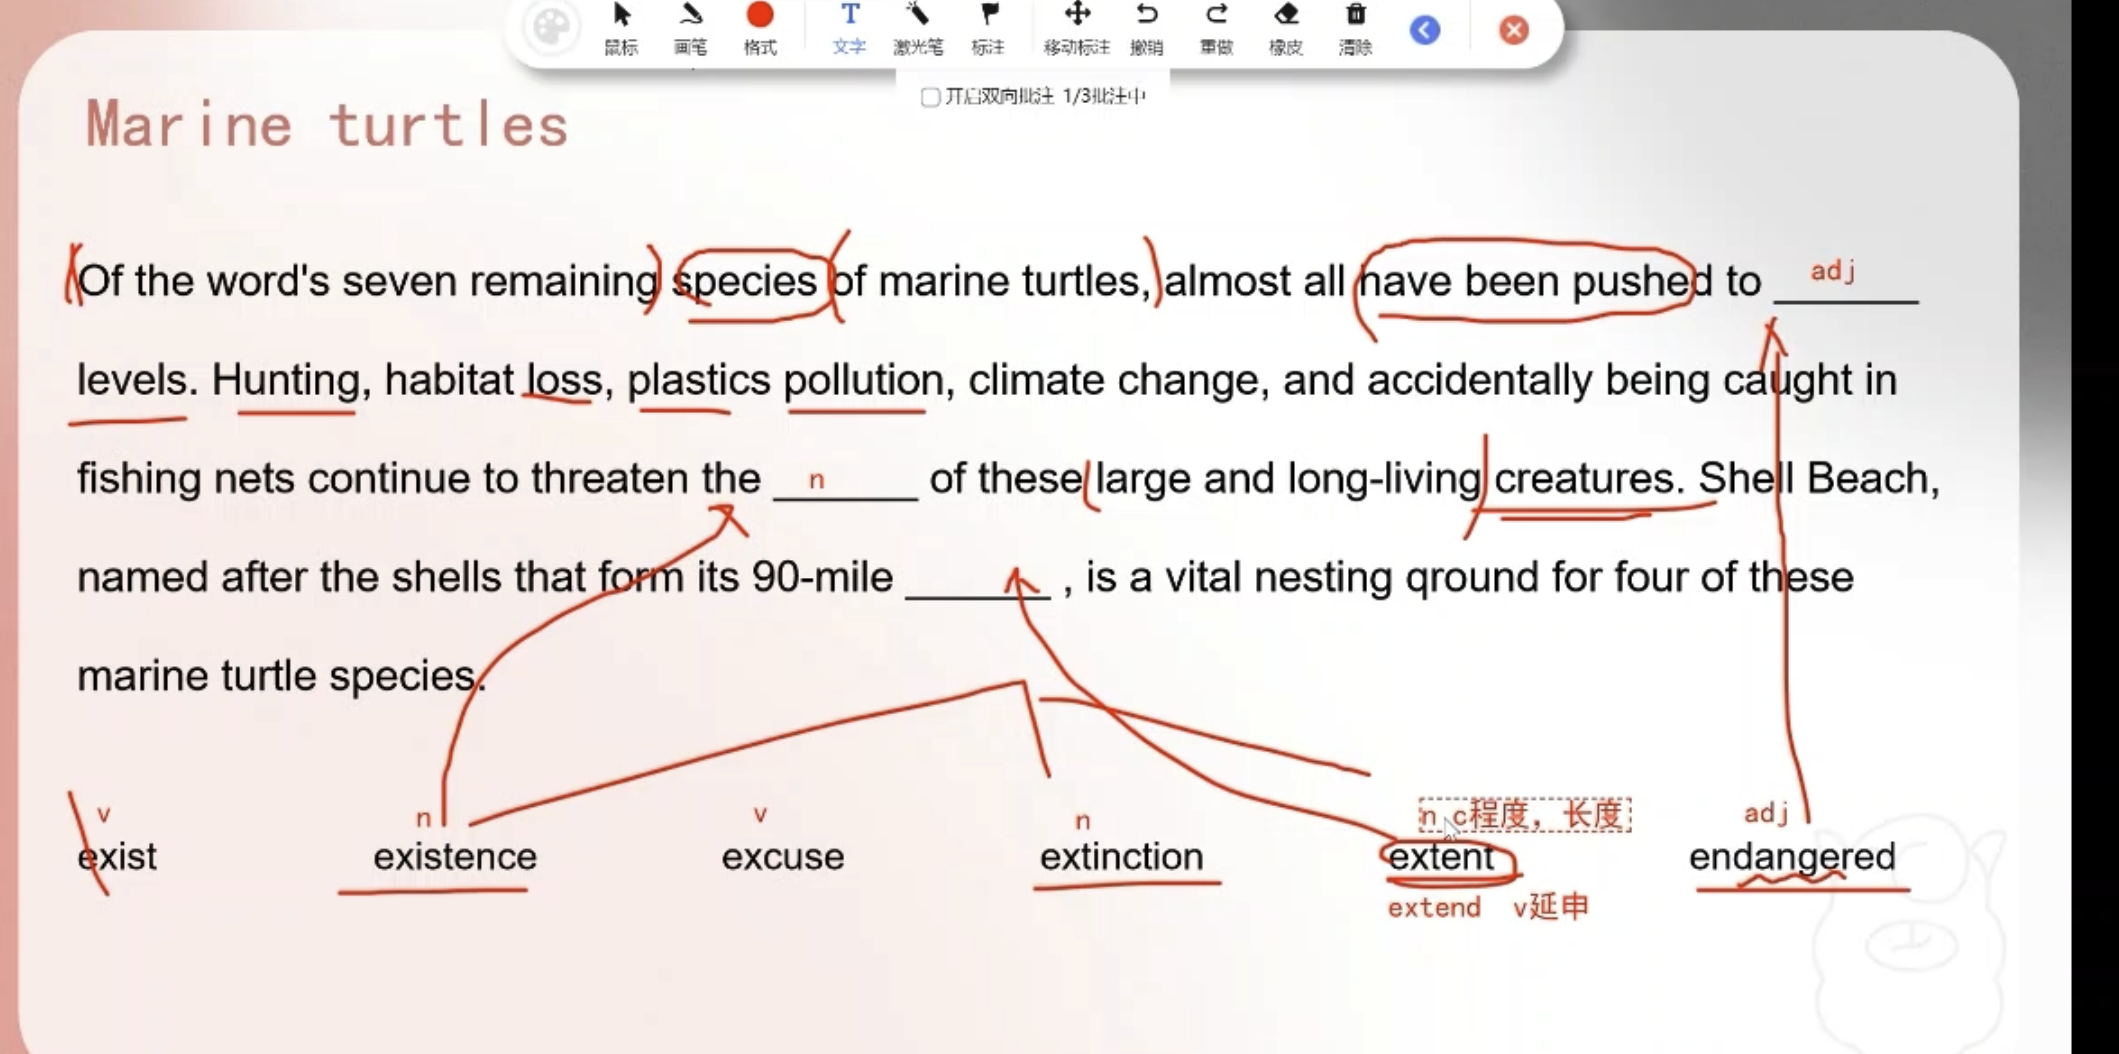 鼠标 画笔 格式 文字 激光笔 标注 移动标注 撤销 重做 橡皮 清除
开启双向批注 1/3批注中
Marine turtles
Of the word's seven remaining species of marine turtles, almost all have been pushed to adj
levels. Hunting, habitat loss, plastics pollution, climate change, and accidentally being caught in
fishing nets continue to threaten the n of these large and long-living creatures. Shell Beach,
named after the shells that form its 90-mile , is a vital nesting qround for four of these
marine turtle species.
v n v n n c程度，长度 adj
exist existence excuse extinction extent endangered
extend v延申